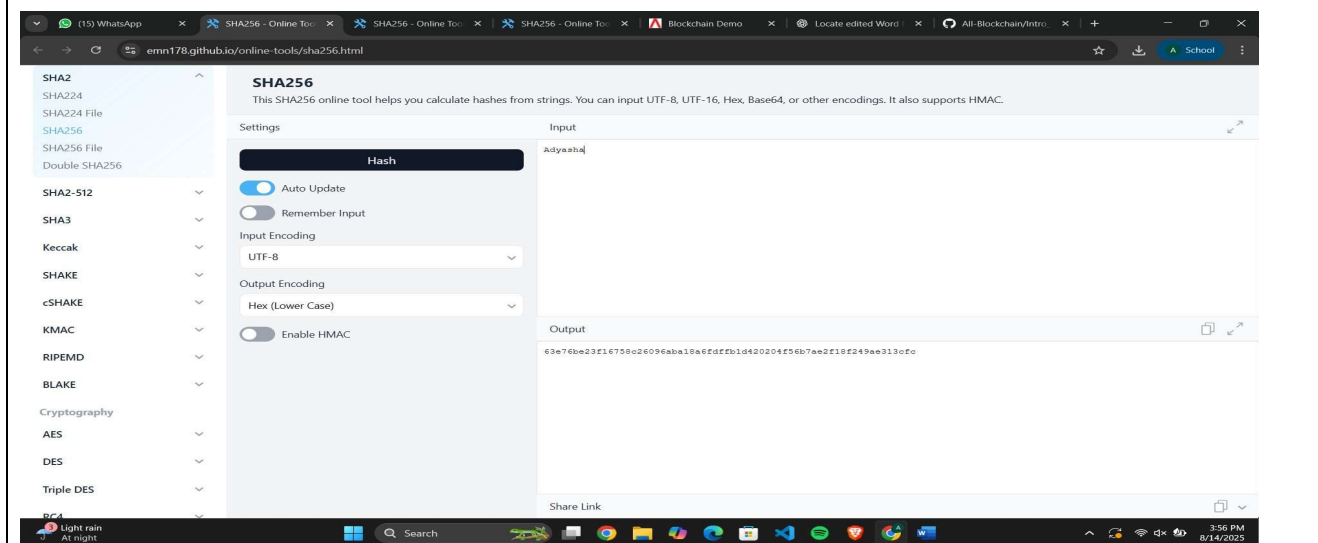 (15) WhatsApp
SHA256 - Online Too
SHA256 - Online Too
SHA256 - Online Too
Blockchain Demo
Locate edited Word
All-Blockchain/Intro_
emn178.github.io/online-tools/sha256.html
A School
SHA2
SHA224
SHA224 File
SHA256
SHA256 File
Double SHA256
SHA2-512
SHA3
Keccak
SHAKE
cSHAKE
KMAC
RIPEMD
BLAKE
Cryptography
AES
DES
Triple DES
RC4
SHA256
This SHA256 online tool helps you calculate hashes from strings. You can input UTF-8, UTF-16, Hex, Base64, or other encodings. It also supports HMAC.
Settings
Hash
Auto Update
Remember Input
Input Encoding
UTF-8
Output Encoding
Hex (Lower Case)
Enable HMAC
Input
Adyasha
Output
63e76be23f16758c26096aba18a6fdffb1d420204f56b7ae2f18f249ae313cfc
Share Link
3
Light rain
At night
Search
3:56 PM
8/14/2025